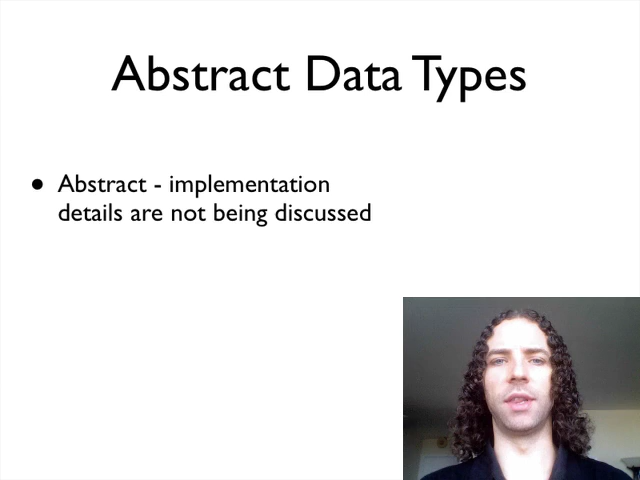 Abstract Data Types
• Abstract - implementation
details are not being discussed